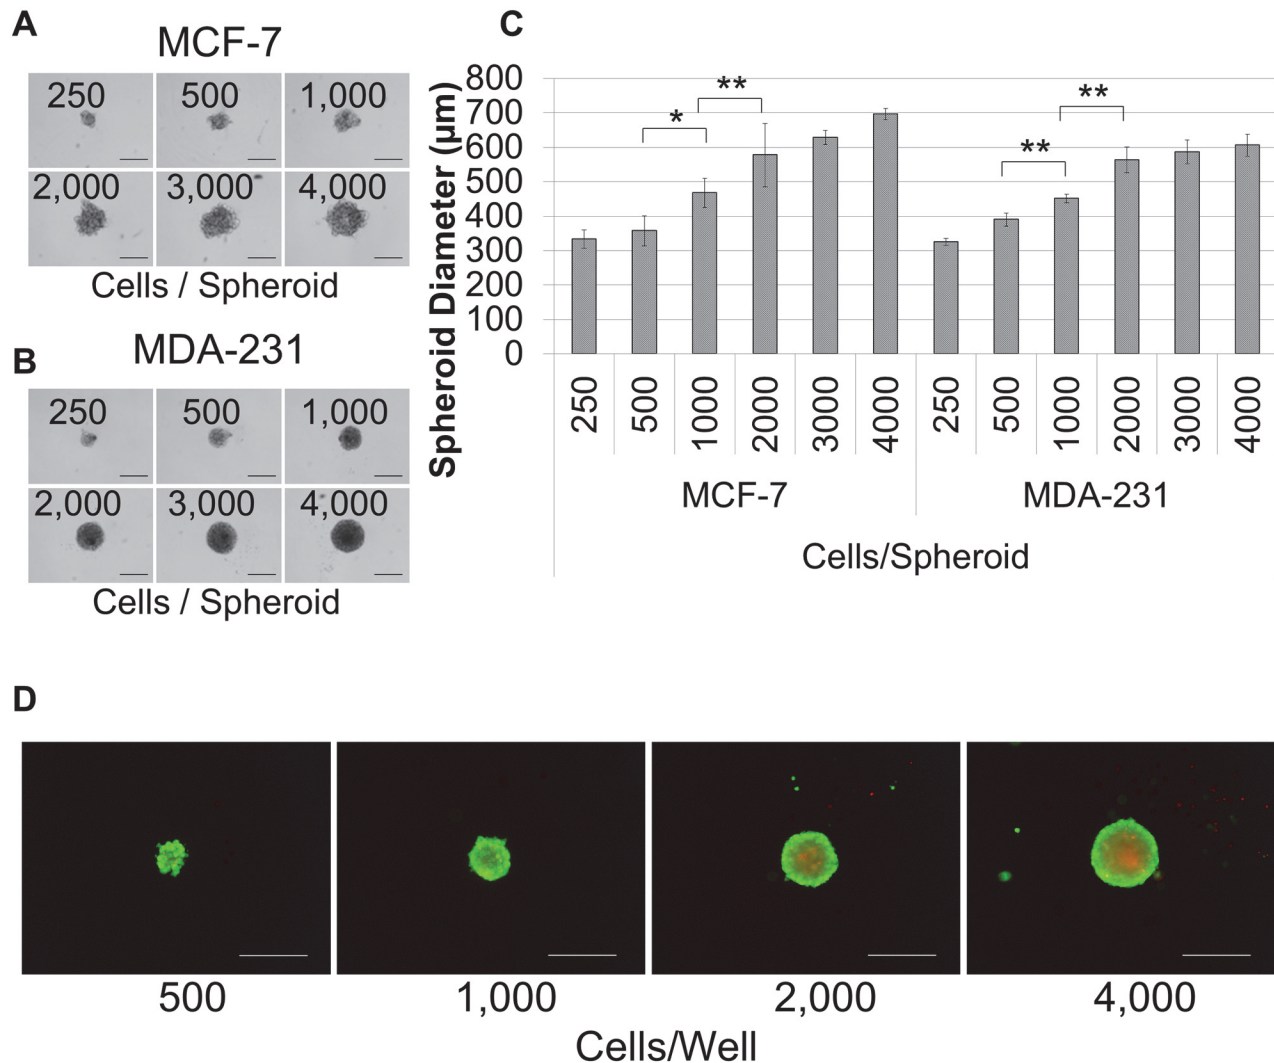 A
MCF-7
250 500 1,000
2,000 3,000 4,000
Cells / Spheroid
B
MDA-231
250 500 1,000
2,000 3,000 4,000
Cells / Spheroid
C
Spheroid Diameter (µm)
800
700
600
500
400
300
200
100
0
* ** ** **
250 500 1000 2000 3000 4000 250 500 1000 2000 3000 4000
MCF-7 MDA-231
Cells/Spheroid
D
500 1,000 2,000 4,000
Cells/Well